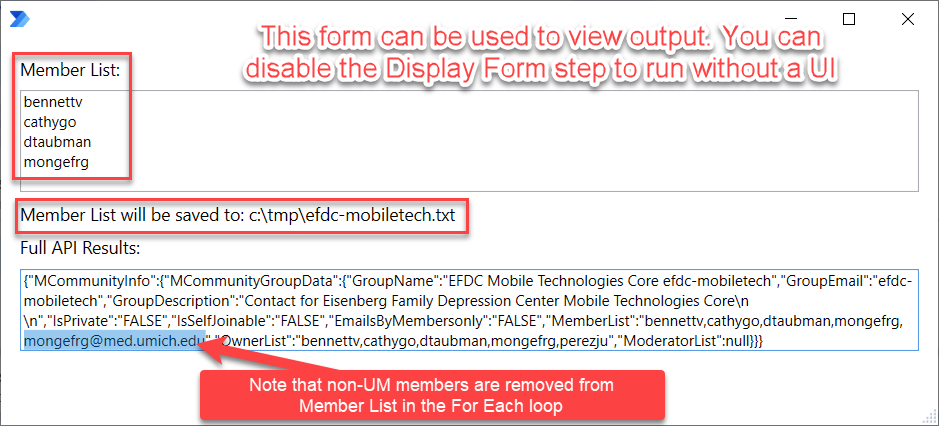 This form can be used to view output. You can
disable the Display Form step to run without a UI
Member List:
bennettv
cathygo
dtaubman
mongefrg
Member List will be saved to: c:\tmp\efdc-mobiletech.txt
Full API Results:
{"MCommunityInfo":{"MCommunityGroupData":{"GroupName":"EFDC Mobile Technologies Core efdc-mobiletech","GroupEmail":"efdc-
mobiletech","GroupDescription":"Contact for Eisenberg Family Depression Center Mobile Technologies Core\n
\n","IsPrivate":"FALSE","IsSelfJoinable":"FALSE","EmailsByMembersonly":"FALSE","MemberList":"bennettv,cathygo,dtaubman,mongefrg,
mongefrg@med.umich.edu","OwnerList":"bennettv,cathygo,dtaubman,mongefrg,perezju","ModeratorList":null}}}
Note that non-UM members are removed from
Member List in the For Each loop